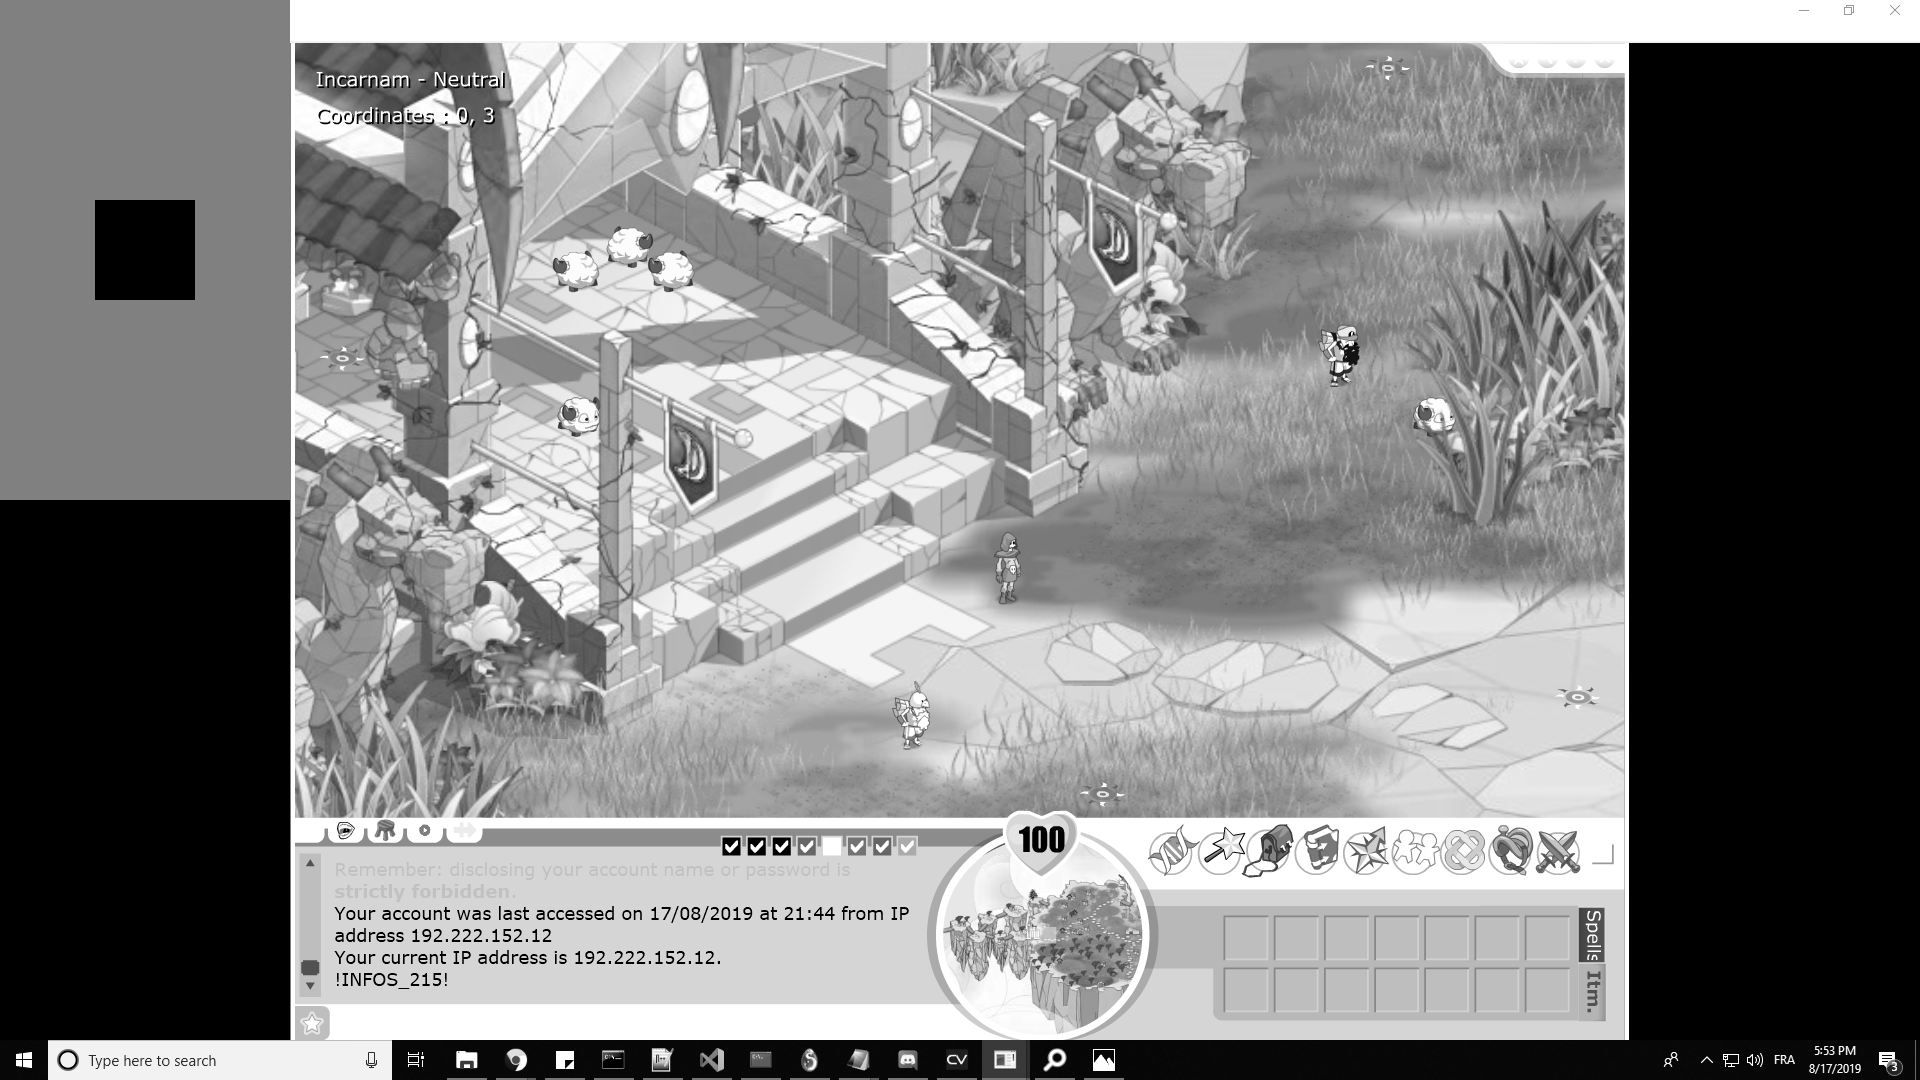 Incarnam - Neutral
Coordinates : 0, 3
100
Remember: disclosing your account name or password is
strictly forbidden.
Your account was last accessed on 17/08/2019 at 21:44 from IP
address 192.222.152.12
Your current IP address is 192.222.152.12.
!INFOS_215!
Spells
Itm.
Type here to search
CV
FRA
5:53 PM
8/17/2019
3